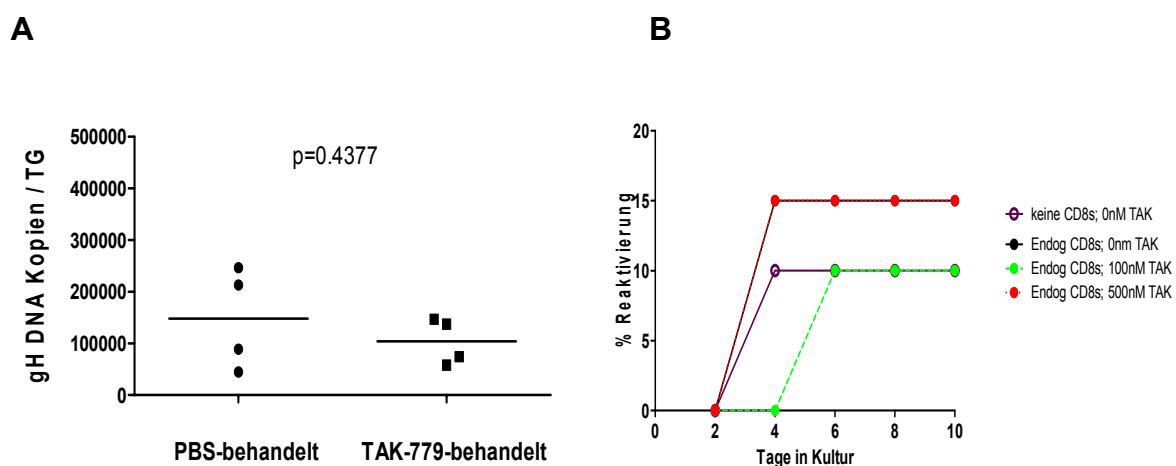 A
B
500000
400000
300000
200000
100000
0
gH DNA Kopien / TG
p=0.4377
PBS-behandelt
TAK-779-behandelt
20
15
10
5
0
% Reaktivierung
0 2 4 6 8 10
Tage in Kultur
keine CD8s; 0nM TAK
Endog CD8s; 0nm TAK
Endog CD8s; 100nM TAK
Endog CD8s; 500nM TAK